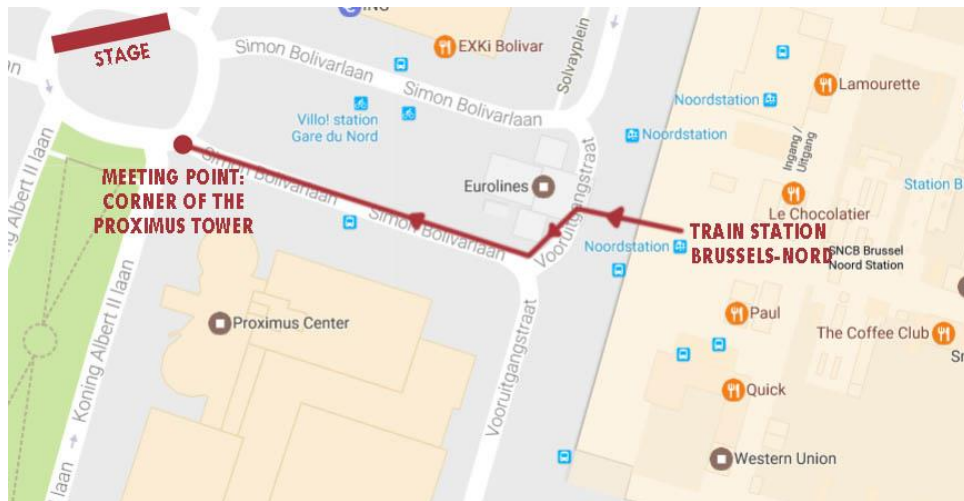 ING
STAGE
EXKi Bolivar
Simon Bolivarlaan
Simon Bolivarlaan
Solvayplein
Lamourette
Noordstation
Villo! station
Gare du Nord
Noordstation
Ingang /
Uitgang
MEETING POINT:
CORNER OF THE
PROXIMUS TOWER
Simon Bolivarlaan
Simon Bolivarlaan
Eurolines
Vooruitgangstraat
Le Chocolatier
Station B
TRAIN STATION
BRUSSELS-NORD
Noordstation
SNCB Brussel
Noord Station
Koning Albert II laan
Koning Albert II laan
laan
laan
Proximus Center
Vooruitgangstraat
Paul
The Coffee Club
Quick
Western Union